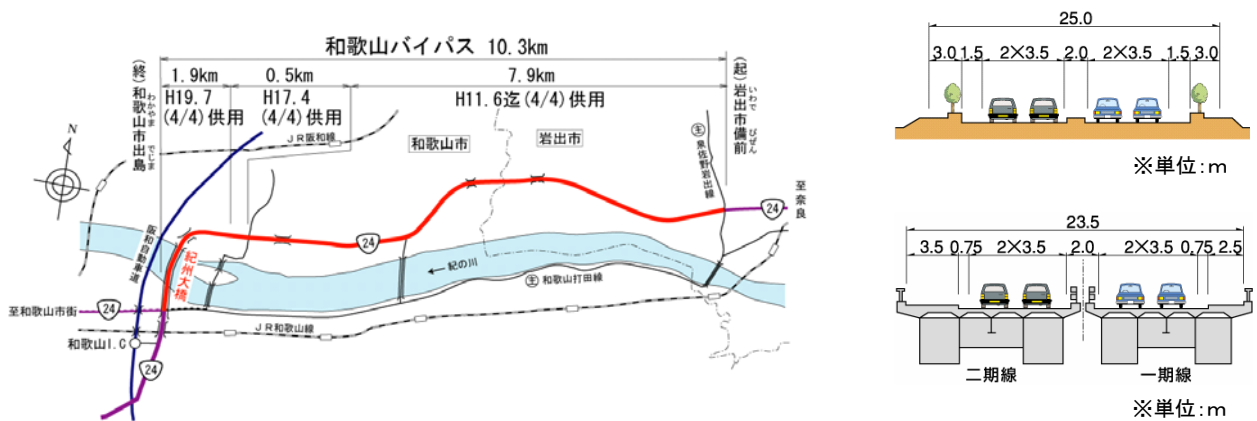 和歌山バイパス 10.3km
1.9km
0.5km
7.9km
H19.7
(4/4)供用
H17.4
(4/4)供用
H11.6迄(4/4)供用
(終)和歌山市出島
わかやま でじま
(起)岩出市備前
いわで びぜん
N
JR阪和線
和歌山市
岩出市
主 泉佐野岩出線
至奈良
24
阪和自動車道
紀州大橋
24
←紀の川
主 和歌山打田線
至和歌山市街
24
JR和歌山線
和歌山I.C
24
25.0
3.0 1.5 2×3.5 2.0 2×3.5 1.5 3.0
※単位:m
23.5
3.5 0.75 2×3.5 2.0 2×3.5 0.75 2.5
二期線
一期線
※単位:m